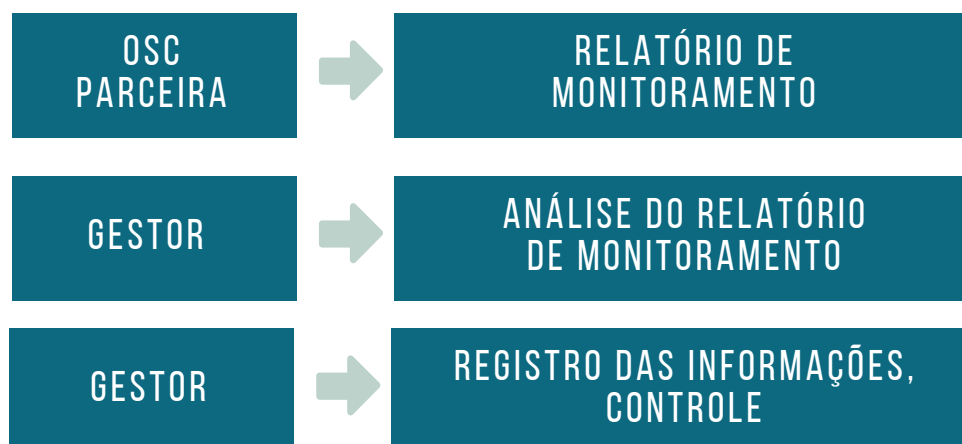 OSC
PARCEIRA
RELATÓRIO DE
MONITORAMENTO
GESTOR
ANÁLISE DO RELATÓRIO
DE MONITORAMENTO
GESTOR
REGISTRO DAS INFORMAÇÕES,
CONTROLE